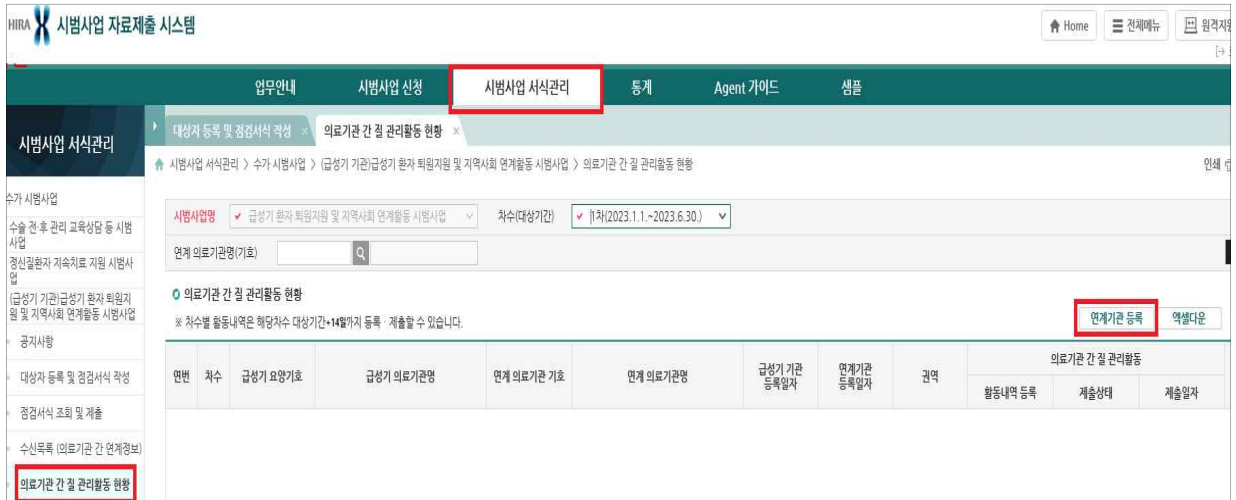 HIRA 시범사업 자료제출 시스템
Home 전체메뉴
업무안내 시범사업 신청 시범사업 서식관리 통계 Agent 가이드 샘플
시범사업 서식관리
대상자 등록 및 점검서식 작성 × 의료기관 간 질 관리활동 현황 ×
시범사업 서식관리 > 수가 시범사업 > (급성기 기관)급성기 환자 퇴원지원 및 지역사회 연계활동 시범사업 > 의료기관 간 질 관리활동 현황 인쇄
수가 시범사업
수술 전·후 관리 교육상담 등 시범
사업
정신질환자 지속치료 지원 시범사
업
(급성기 기관)급성기 환자 퇴원지
원 및 지역사회 연계활동 시범사업
공지사항
대상자 등록 및 점검서식 작성
점검서식 조회 및 제출
수신목록 (의료기관 간 연계정보)
의료기관 간 질 관리활동 현황
시범사업명 급성기 환자 퇴원지원 및 지역사회 연계활동 시범사업 차수(대상기간) 1차(2023.1.1.~2023.6.30.)
연계 의료기관명(기호)
의료기관 간 질 관리활동 현황
※ 차수별 활동내역은 해당차수 대상기간+14일까지 등록 · 제출할 수 있습니다.
연계기관 등록 엑셀다운
연번 차수 급성기 요양기호 급성기 의료기관명 연계 의료기관 기호 연계 의료기관명 급성기 기관 등록일자 연계기관 등록일자 권역 의료기관 간 질 관리활동
활동내역 등록 제출상태 제출일자